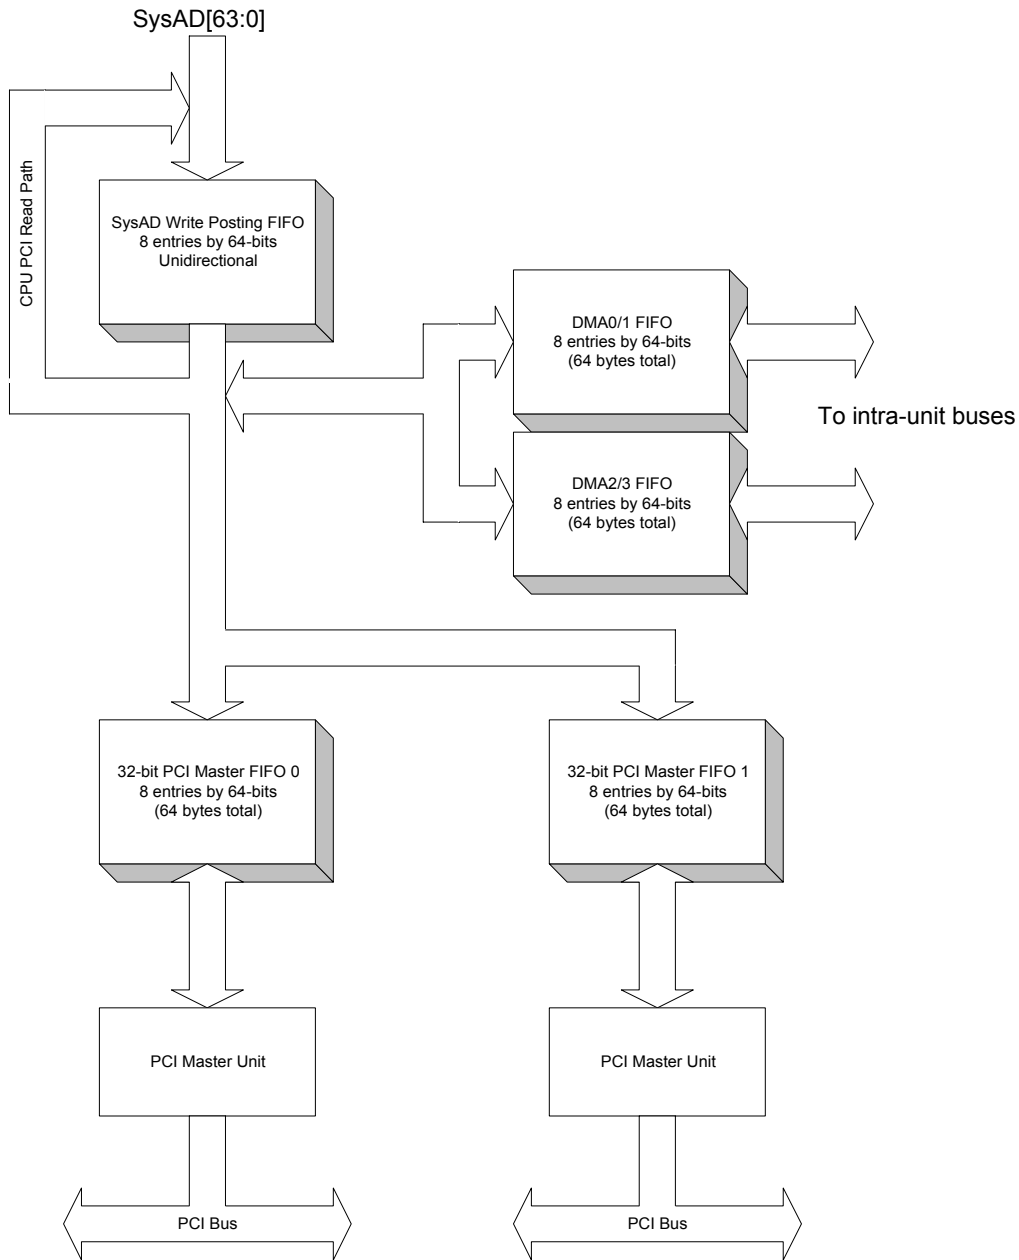 SysAD[63:0]
CPU PCI Read Path
SysAD Write Posting FIFO
8 entries by 64-bits
Unidirectional
DMA0/1 FIFO
8 entries by 64-bits
(64 bytes total)
To intra-unit buses
DMA2/3 FIFO
8 entries by 64-bits
(64 bytes total)
32-bit PCI Master FIFO 0
8 entries by 64-bits
(64 bytes total)
32-bit PCI Master FIFO 1
8 entries by 64-bits
(64 bytes total)
PCI Master Unit
PCI Master Unit
PCI Bus
PCI Bus